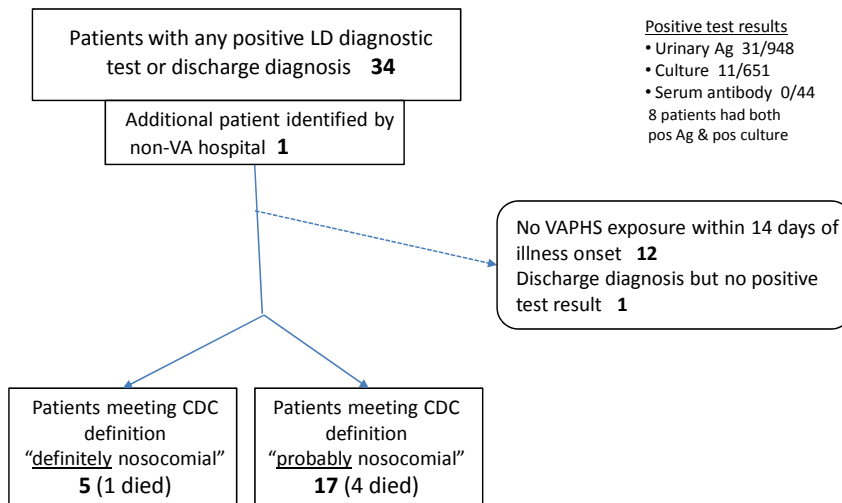 Patients with any positive LD diagnostic
test or discharge diagnosis 34
Additional patient identified by
non-VA hospital 1
Positive test results
• Urinary Ag 31/948
• Culture 11/651
• Serum antibody 0/44
8 patients had both
pos Ag & pos culture
No VAPHS exposure within 14 days of
illness onset 12
Discharge diagnosis but no positive
test result 1
Patients meeting CDC
definition
“definitely nosocomial”
5 (1 died)
Patients meeting CDC
definition
“probably nosocomial”
17 (4 died)